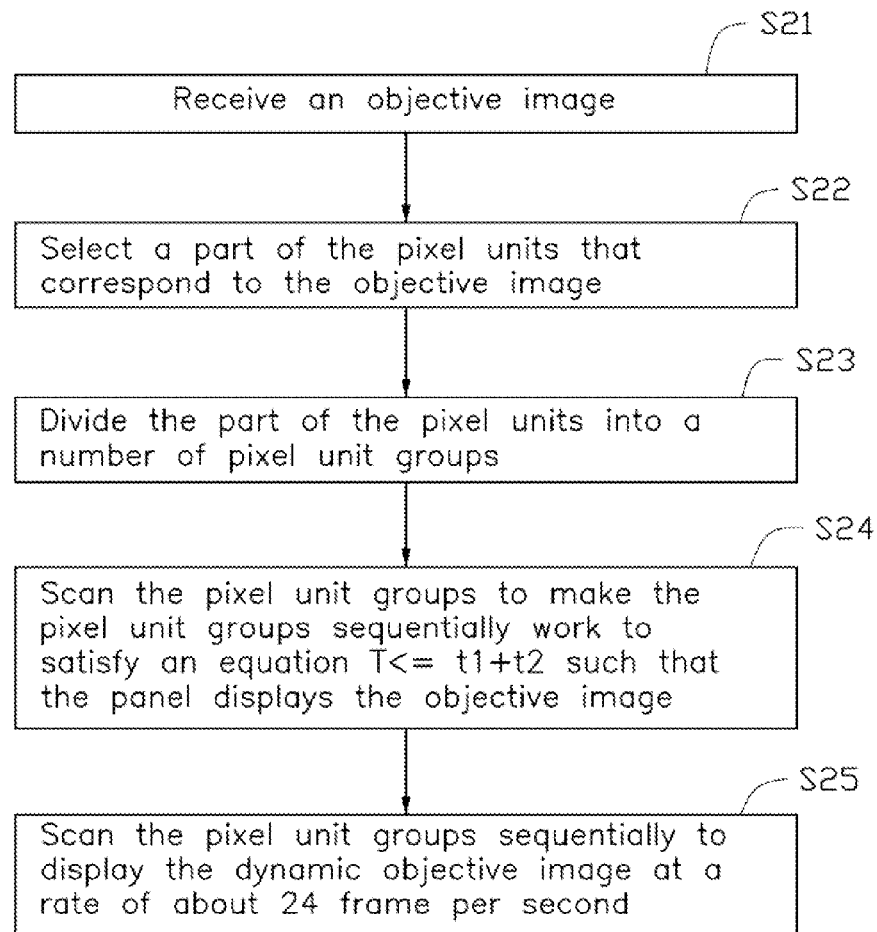 S21
Receive an objective image
S22
Select a part of the pixel units that
correspond to the objective image
S23
Divide the part of the pixel units into a
number of pixel unit groups
S24
Scan the pixel unit groups to make the
pixel unit groups sequentially work to
satisfy an equation T<= t1+t2 such that
the panel displays the objective image
S25
Scan the pixel unit groups sequentially to
display the dynamic objective image at a
rate of about 24 frame per second